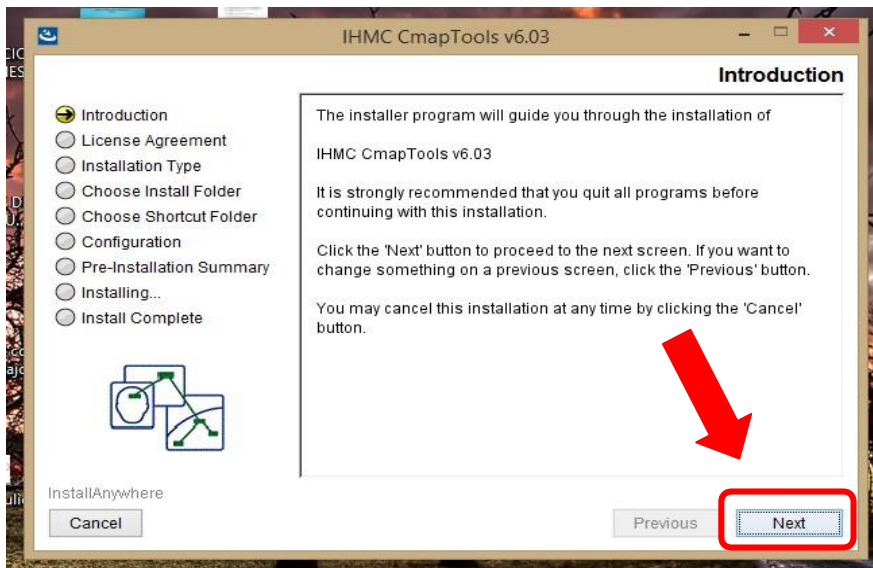 IHMC CmapTools v6.03
Introduction
Introduction
License Agreement
Installation Type
Choose Install Folder
Choose Shortcut Folder
Configuration
Pre-Installation Summary
Installing...
Install Complete
The installer program will guide you through the installation of
IHMC CmapTools v6.03
It is strongly recommended that you quit all programs before
continuing with this installation.
Click the 'Next' button to proceed to the next screen. If you want to
change something on a previous screen, click the 'Previous' button.
You may cancel this installation at any time by clicking the 'Cancel'
button.
InstallAnywhere
Cancel
Previous
Next